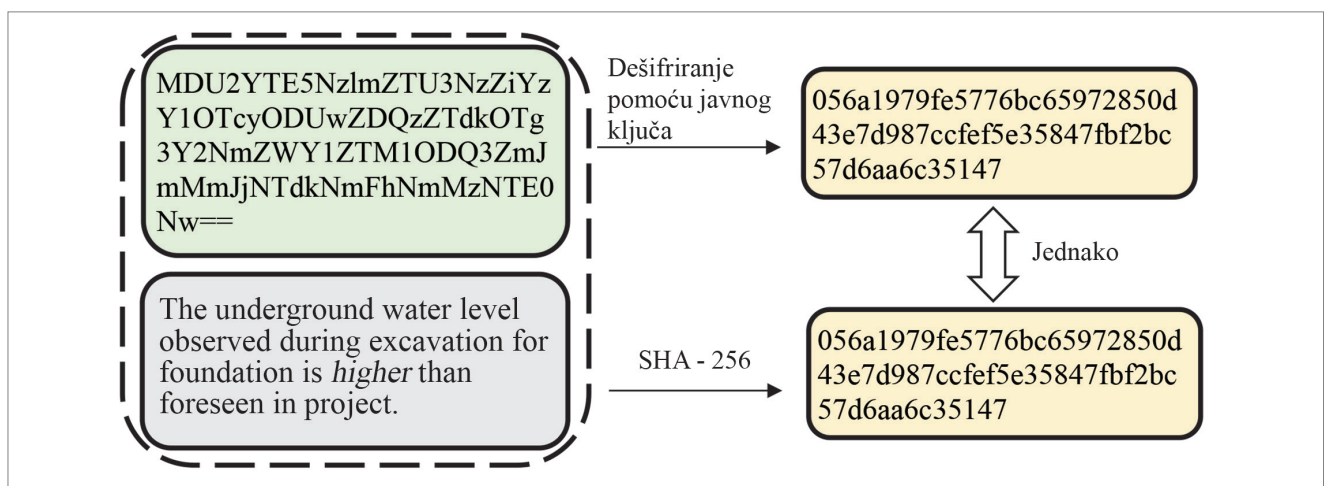 MDU2YTE5NzlmZTU3NzZiYz
Y1OTcyODUwZDQzZTdkOTg
3Y2NmZWY1ZTM1ODQ3ZmJ
mMmJjNTdkNmFhNmMzNTE0
Nw==
Dešifriranje
pomoću javnog
ključa
056a1979fe5776bc65972850d
43e7d987ccfef5e35847fbf2bc
57d6aa6c35147
Jednako
The underground water level
observed during excavation for
foundation is higher than
foreseen in project.
SHA - 256
056a1979fe5776bc65972850d
43e7d987ccfef5e35847fbf2bc
57d6aa6c35147